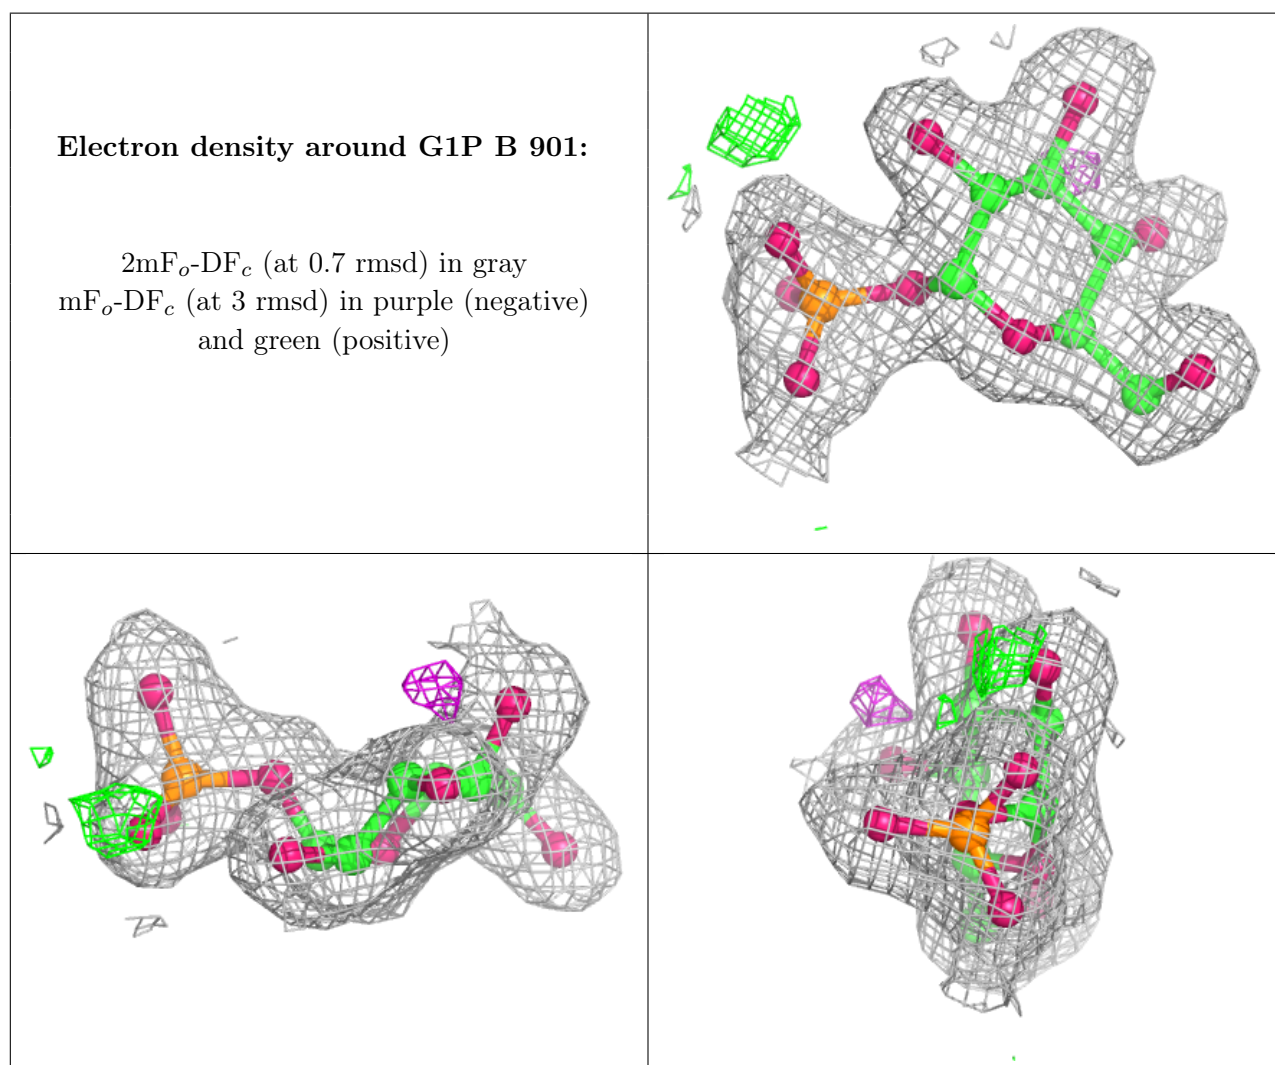 Electron density around G1P B 901:
2mFo-DFc (at 0.7 rmsd) in gray
mFo-DFc (at 3 rmsd) in purple (negative)
and green (positive)